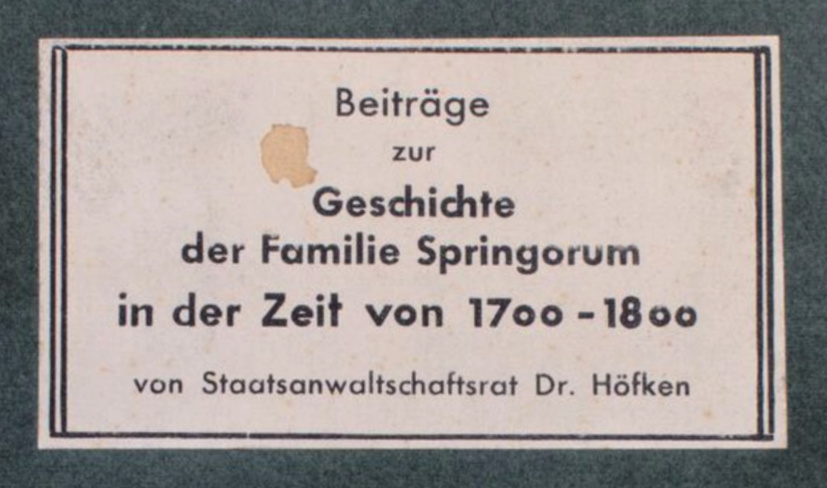 Beiträge
zur
Geschichte
der Familie Springorum
in der Zeit von 1700-1800
von Staatsanwaltschaftsrat Dr. Höfken